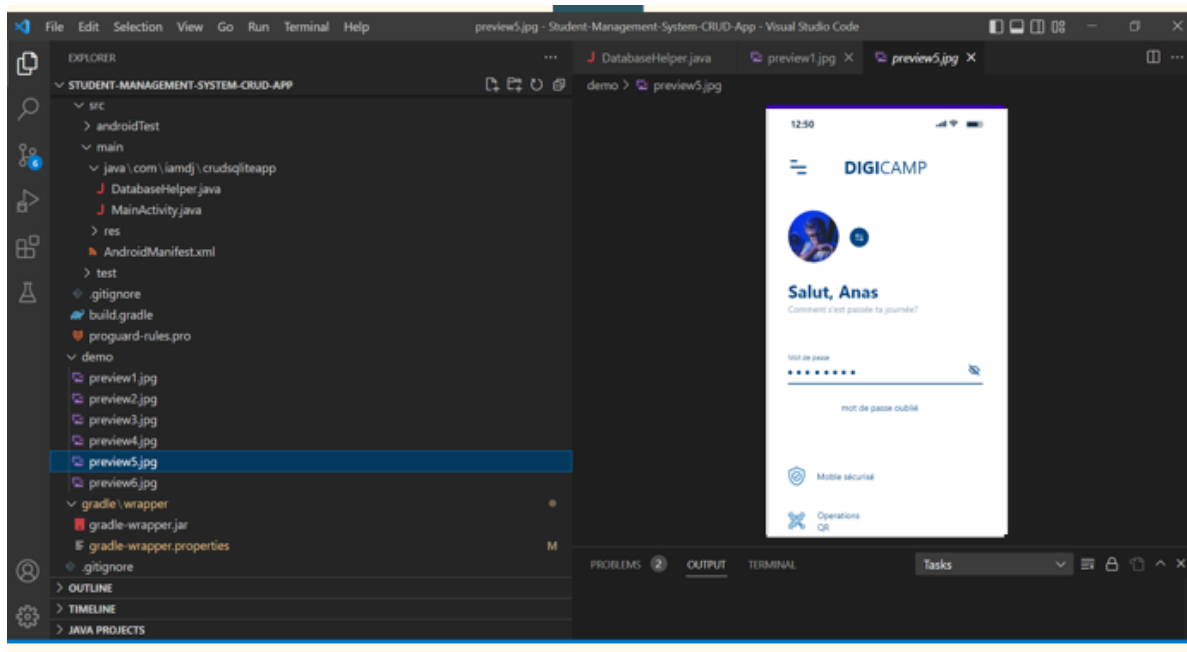 File Edit Selection View Go Run Terminal Help
preview5.jpg - Student-Management-System-CRUD-App - Visual Studio Code
EXPLORER
STUDENT-MANAGEMENT-SYSTEM-CRUD-APP
src
androidTest
main
java\com\iamdj\crudsqliteapp
J DatabaseHelper.java
J MainActivity.java
res
AndroidManifest.xml
test
.gitignore
build.gradle
proguard-rules.pro
demo
preview1.jpg
preview2.jpg
preview3.jpg
preview4.jpg
preview5.jpg
preview6.jpg
gradle\wrapper
gradle-wrapper.jar
gradle-wrapper.properties M
.gitignore
OUTLINE
TIMELINE
JAVA PROJECTS
6
J DatabaseHelper.java preview1.jpg preview5.jpg
demo > preview5.jpg
12:50
DIGICAMP
Salut, Anas
Comment s'est passée ta journée?
Mot de passe
mot de passe oublié
Mobile sécurisé
Operations
QR
PROBLEMS 2 OUTPUT TERMINAL Tasks